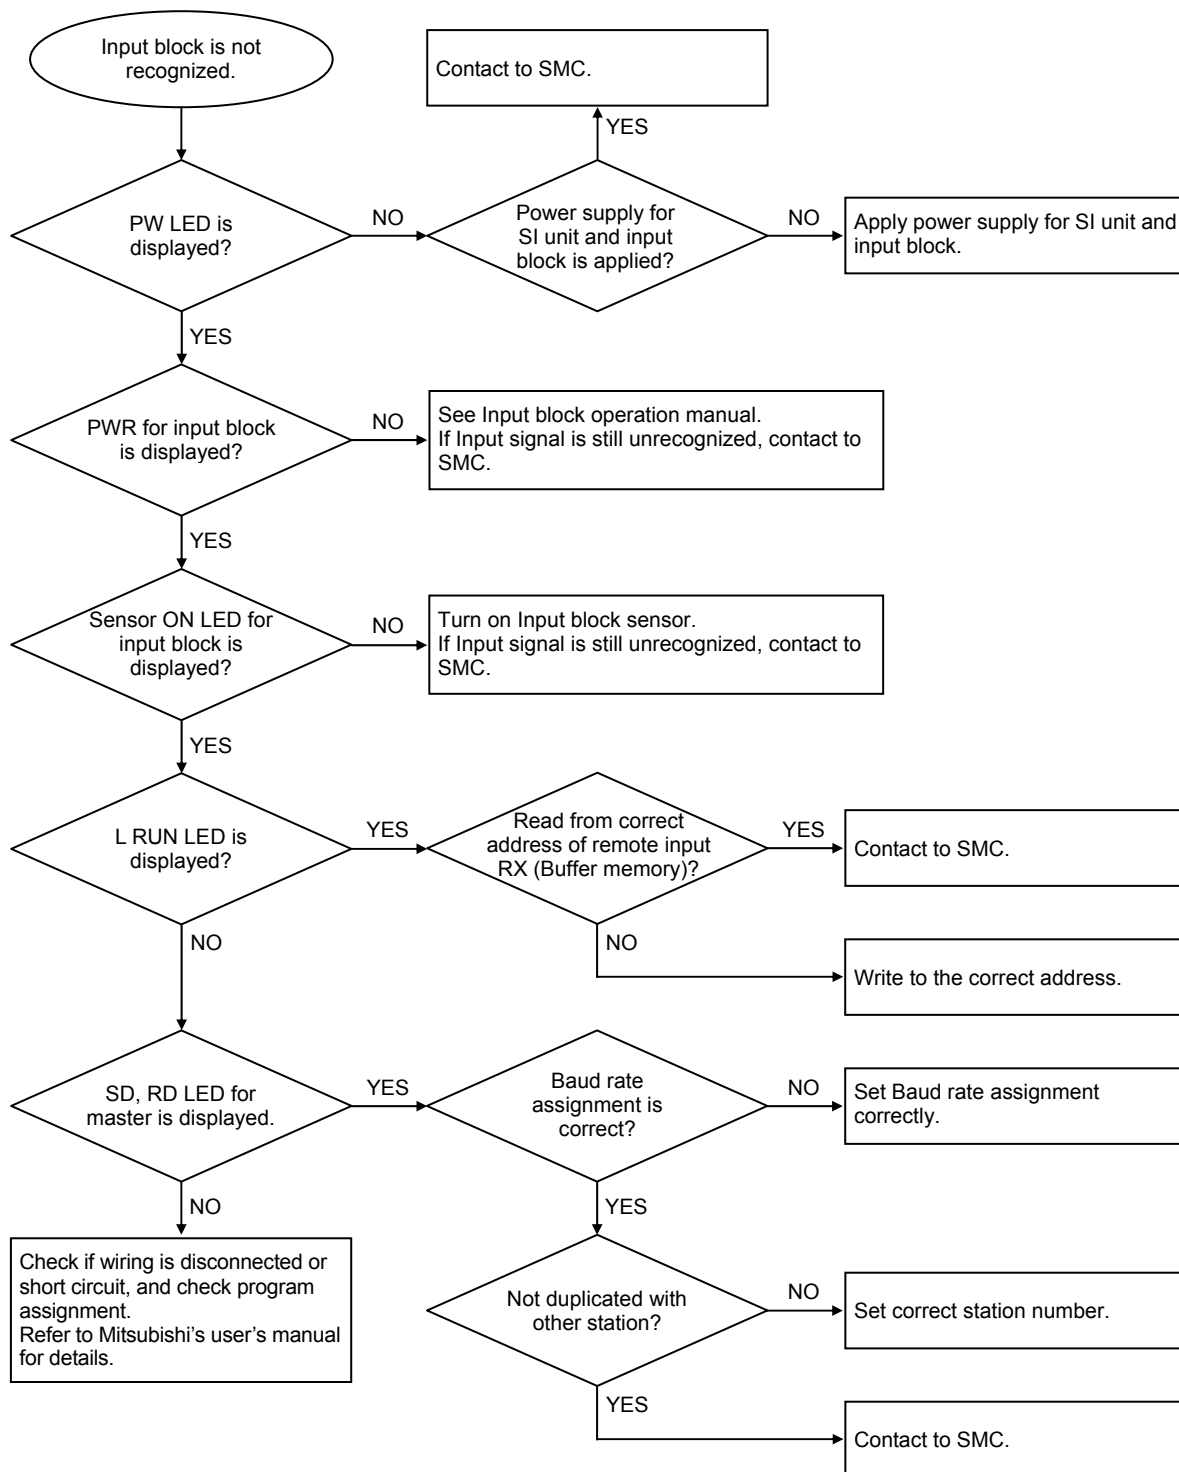 Input block is not
recognized.
Contact to SMC.
YES
PW LED is
displayed?
NO
Power supply for
SI unit and input
block is applied?
NO
Apply power supply for SI unit and
input block.
YES
PWR for input block
is displayed?
NO
See Input block operation manual.
If Input signal is still unrecognized, contact to
SMC.
YES
Sensor ON LED for
input block is
displayed?
NO
Turn on Input block sensor.
If Input signal is still unrecognized, contact to
SMC.
YES
L RUN LED is
displayed?
YES
Read from correct
address of remote input
RX (Buffer memory)?
YES
Contact to SMC.
NO
NO
Write to the correct address.
SD, RD LED for
master is displayed.
YES
Baud rate
assignment is
correct?
NO
Set Baud rate assignment
correctly.
NO
YES
Check if wiring is disconnected or
short circuit, and check program
assignment.
Refer to Mitsubishi’s user’s manual
for details.
Not duplicated with
other station?
NO
Set correct station number.
YES
Contact to SMC.